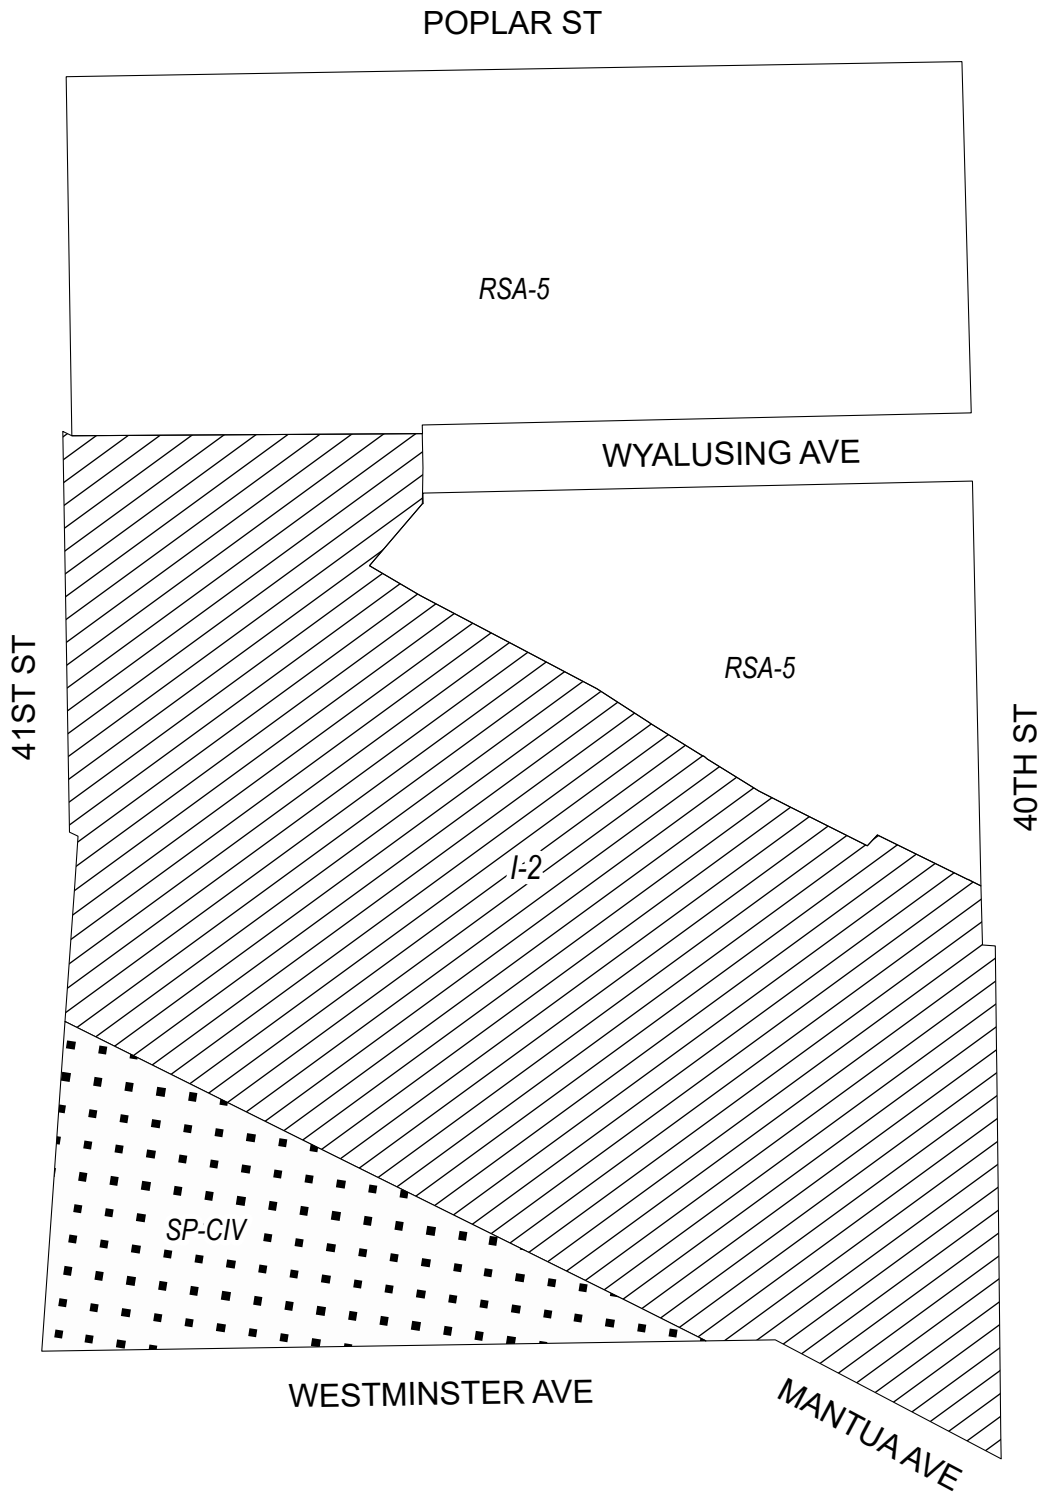 POPLAR ST
RSA-5
WYALUSING AVE
41ST ST
RSA-5
40TH ST
I-2
SP-CIV
WESTMINSTER AVE
MANTUA AVE